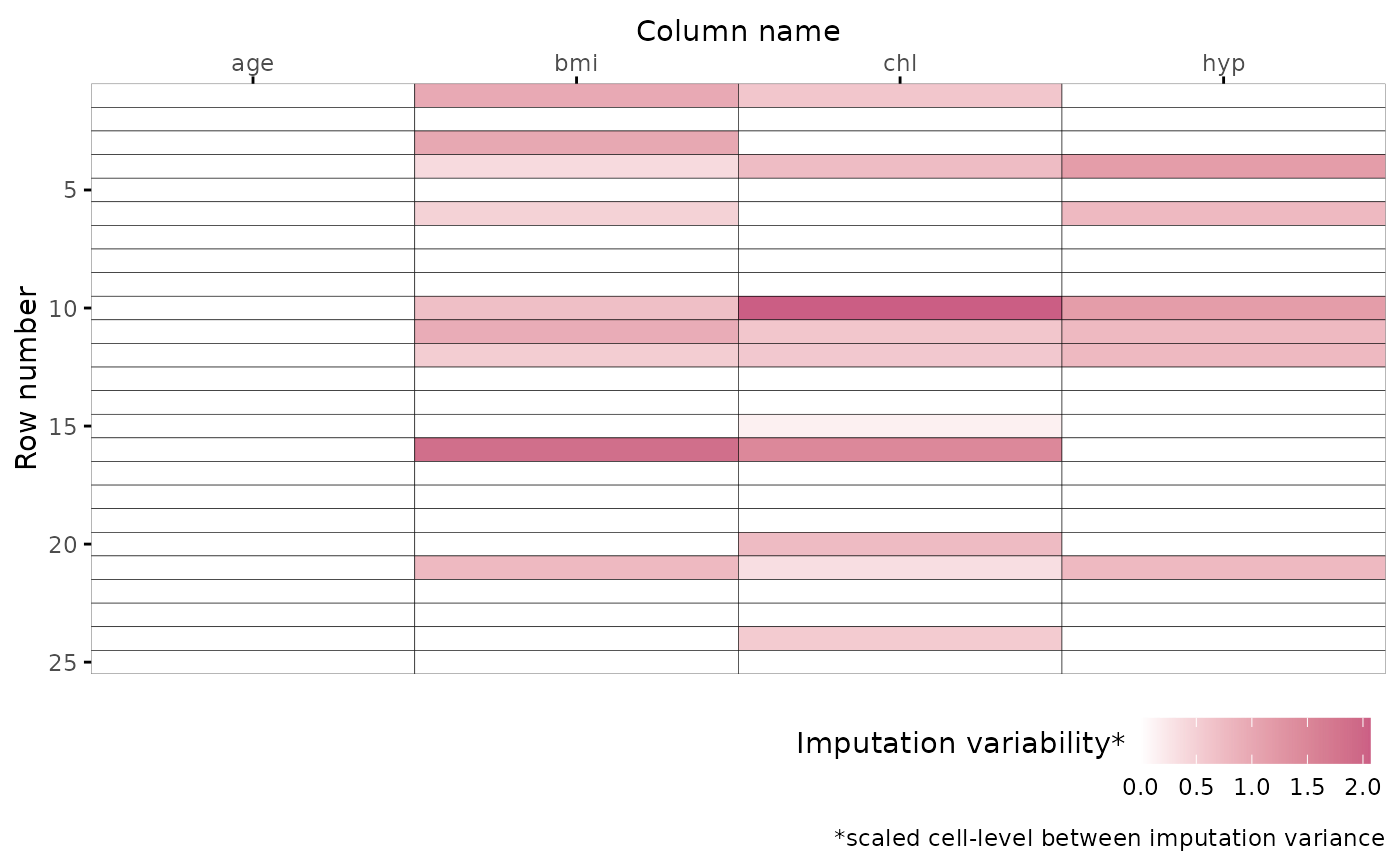 Column name
age bmi chl hyp
Row number
5
10
15
20
25
Imputation variability*
0.0 0.5 1.0 1.5 2.0
*scaled cell-level between imputation variance